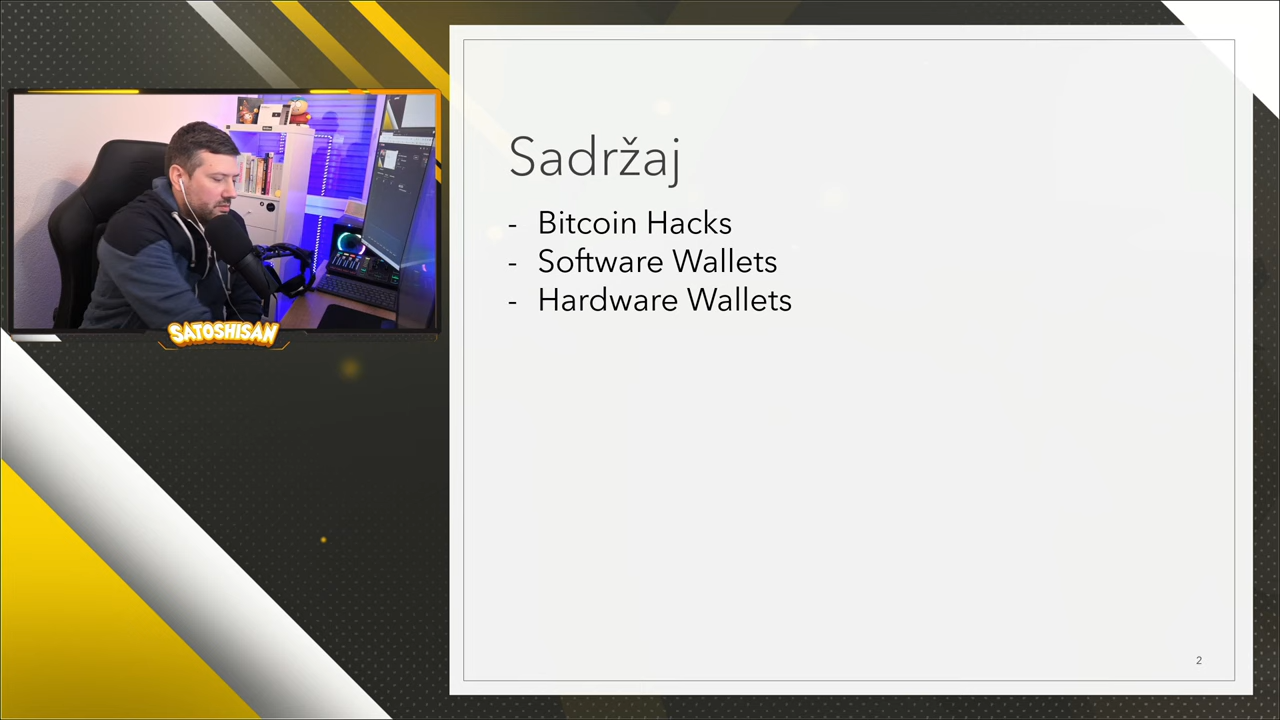 Sadržaj
- Bitcoin Hacks
- Software Wallets
- Hardware Wallets
SATOSHISAN
2